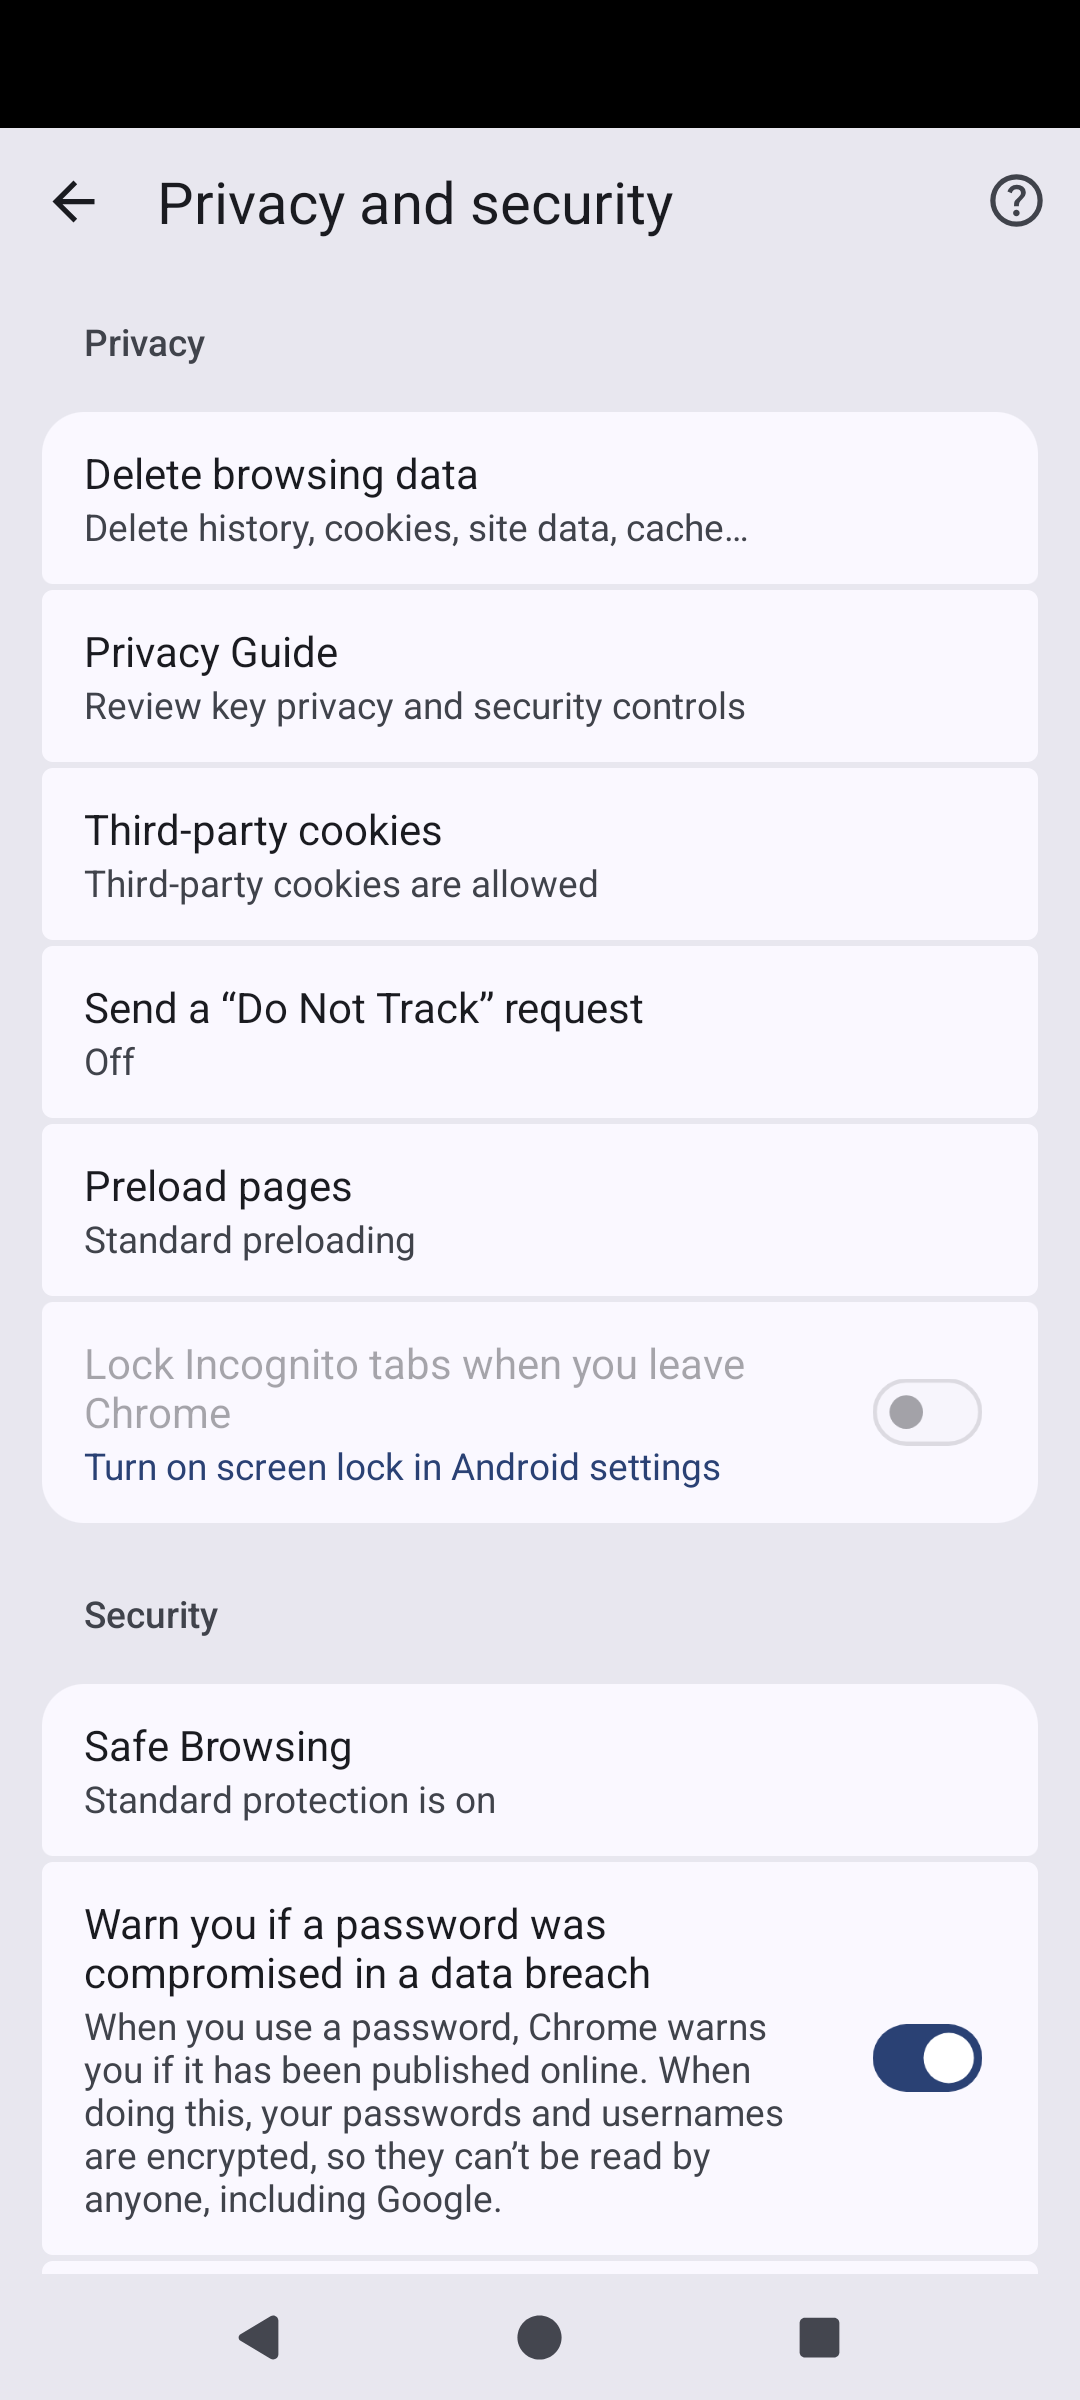 Privacy and security
Privacy
Delete browsing data
Delete history, cookies, site data, cache…
Privacy Guide
Review key privacy and security controls
Third-party cookies
Third-party cookies are allowed
Send a “Do Not Track” request
Off
Preload pages
Standard preloading
Lock Incognito tabs when you leave
Chrome
Turn on screen lock in Android settings
Security
Safe Browsing
Standard protection is on
Warn you if a password was
compromised in a data breach
When you use a password, Chrome warns
you if it has been published online. When
doing this, your passwords and usernames
are encrypted, so they can’t be read by
anyone, including Google.